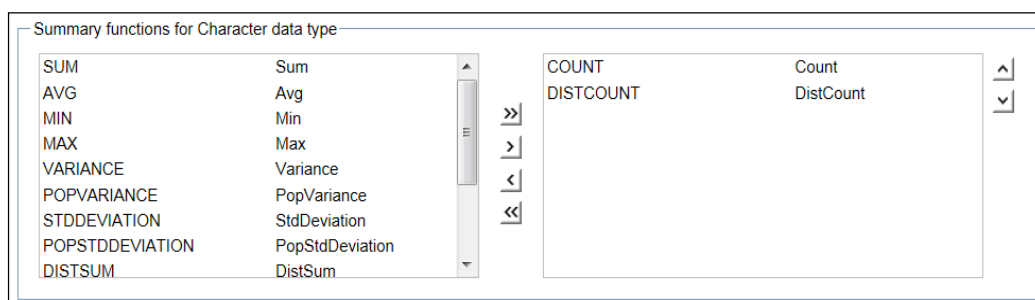 Summary functions for Character data type
SUM Sum
AVG Avg
MIN Min
MAX Max
VARIANCE Variance
POPVARIANCE PopVariance
STDDEVIATION StdDeviation
POPSTDDEVIATION PopStdDeviation
DISTSUM DistSum
>>
>
<
<<
COUNT Count
DISTCOUNT DistCount